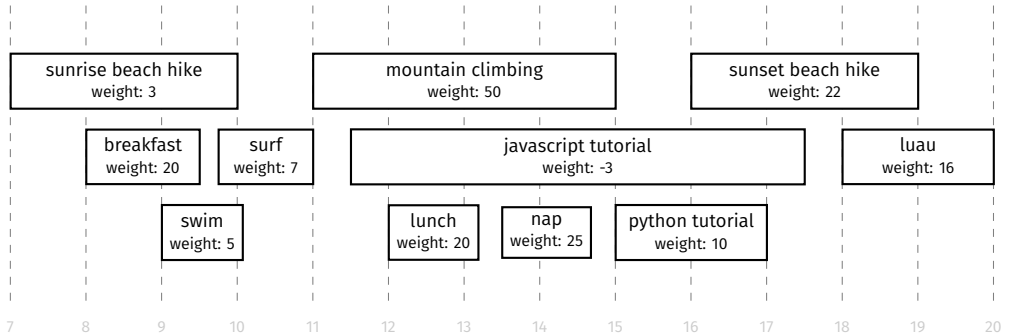 sunrise beach hike
weight: 3
mountain climbing
weight: 50
sunset beach hike
weight: 22
breakfast
weight: 20
surf
weight: 7
javascript tutorial
weight: -3
luau
weight: 16
swim
weight: 5
lunch
weight: 20
nap
weight: 25
python tutorial
weight: 10
7 8 9 10 11 12 13 14 15 16 17 18 19 20